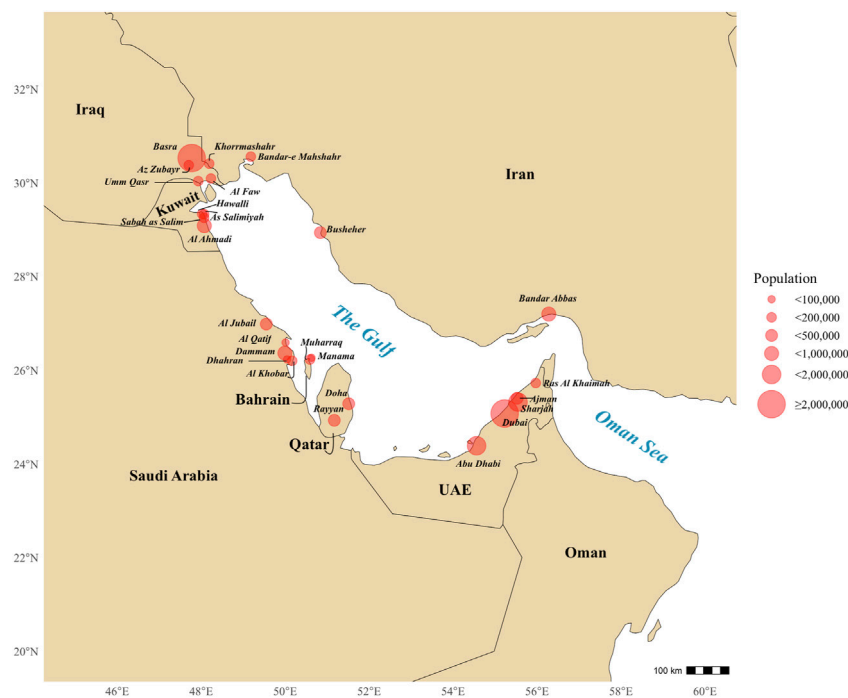 32°N
30°N
28°N
26°N
24°N
22°N
20°N
46°E
48°E
50°E
52°E
54°E
56°E
58°E
60°E
Iraq
Iran
Kuwait
Saudi Arabia
Bahrain
Qatar
UAE
Oman
The Gulf
Oman Sea
Basra
Khorrmashahr
Bandar-e Mahshahr
Az Zubayr
Umm Qasr
Al Faw
Hawalli
As Salimiyah
Sabah as Salim
Al Ahmadi
Busheher
Bandar Abbas
Al Jubail
Al Qatif
Dammam
Dhahran
Al Khobar
Muharraq
Manama
Doha
Rayyan
Ras Al Khaimah
Ajman
Sharjah
Dubai
Abu Dhabi
100 km
Population
<100,000
<200,000
<500,000
<1,000,000
<2,000,000
≥2,000,000